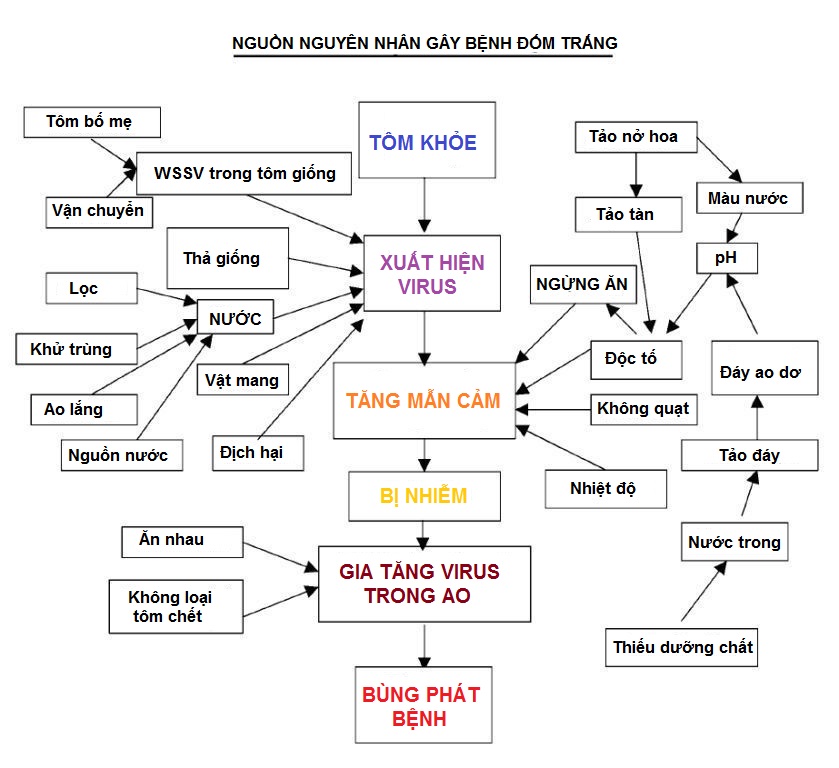 NGUỒN NGUYÊN NHÂN GÂY BỆNH ĐỐM TRẮNG
Tôm bố mẹ
TÔM KHỎE
Tảo nở hoa
WSSV trong tôm giống
Vận chuyển
Màu nước
Tảo tàn
Thả giống
XUẤT HIỆN
VIRUS
pH
Lọc
NGỪNG ĂN
NƯỚC
Khử trùng
Độc tố
Vật mang
Đáy ao dơ
TĂNG MẪN CẢM
Ao lắng
Không quạt
Nguồn nước
Địch hại
Tảo đáy
BỊ NHIỄM
Nhiệt độ
Ăn nhau
Nước trong
GIA TĂNG VIRUS
TRONG AO
Không loại
tôm chết
Thiếu dưỡng chất
BÙNG PHÁT
BỆNH